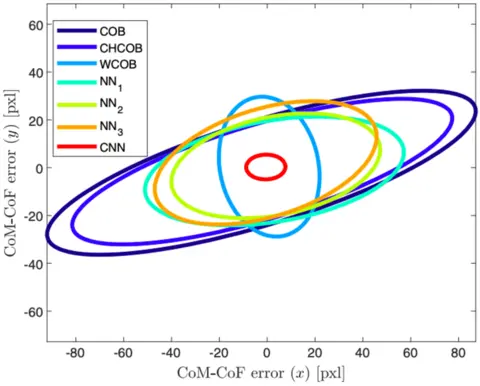 COB
CHCOB
WCOB
NN1
NN2
NN3
CNN
60
40
20
0
-20
-40
-60
CoM-CoF error (y) [pxl]
-80 -60 -40 -20 0 20 40 60 80
CoM-CoF error (x) [pxl]